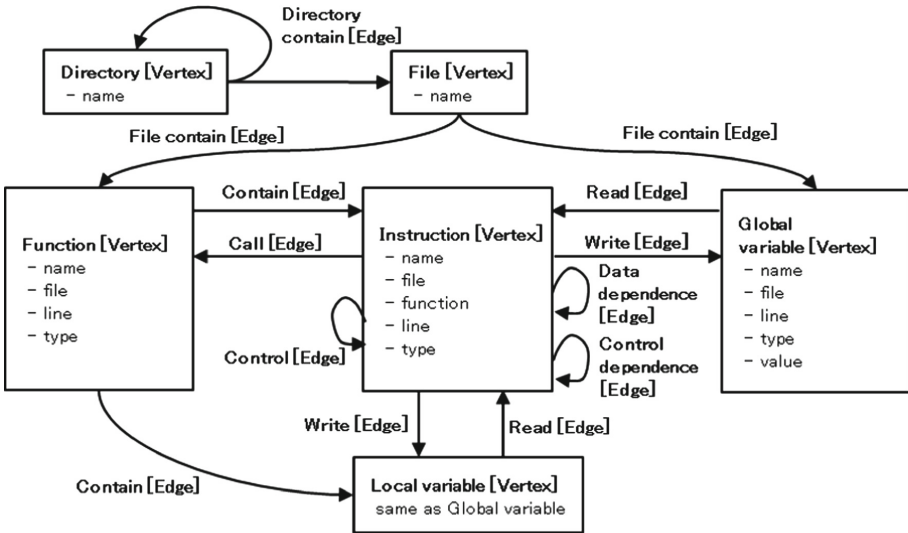 Directory
contain [Edge]
Directory [Vertex]
- name
File [Vertex]
- name
File contain [Edge]
File contain [Edge]
Function [Vertex]
- name
- file
- line
- type
Contain [Edge]
Call [Edge]
Instruction [Vertex]
- name
- file
- function
- line
- type
Control [Edge]
Read [Edge]
Write [Edge]
Data
dependence
[Edge]
Control
dependence
[Edge]
Global
variable [Vertex]
- name
- file
- line
- type
- value
Write [Edge]
Read [Edge]
Contain [Edge]
Local variable [Vertex]
same as Global variable